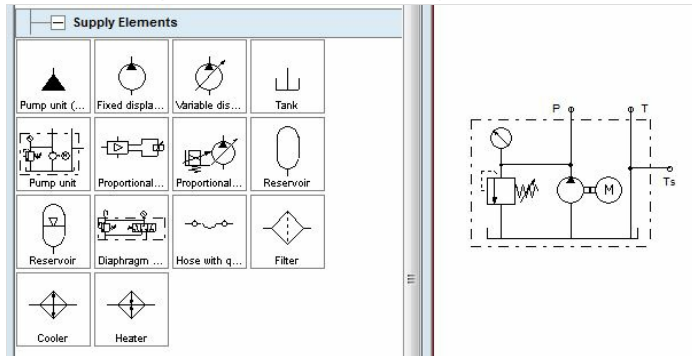 Supply Elements
Pump unit (...
Fixed displa...
Variable dis...
Tank
Pump unit
Proportional...
Proportional...
Reservoir
Reservoir
Diaphragm ...
Hose with q...
Filter
Cooler
Heater
P
T
Ts
M